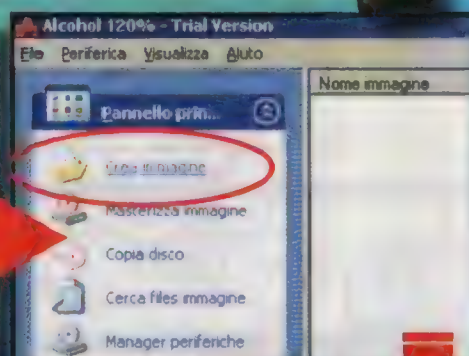 Alcohol 120% - Trial Version
File Periferica Visualizza Aiuto
Nome immagine
Pannello prin...
Crea immagine
Masterizza immagine
Copia disco
Cerca files immagine
Manager periferiche